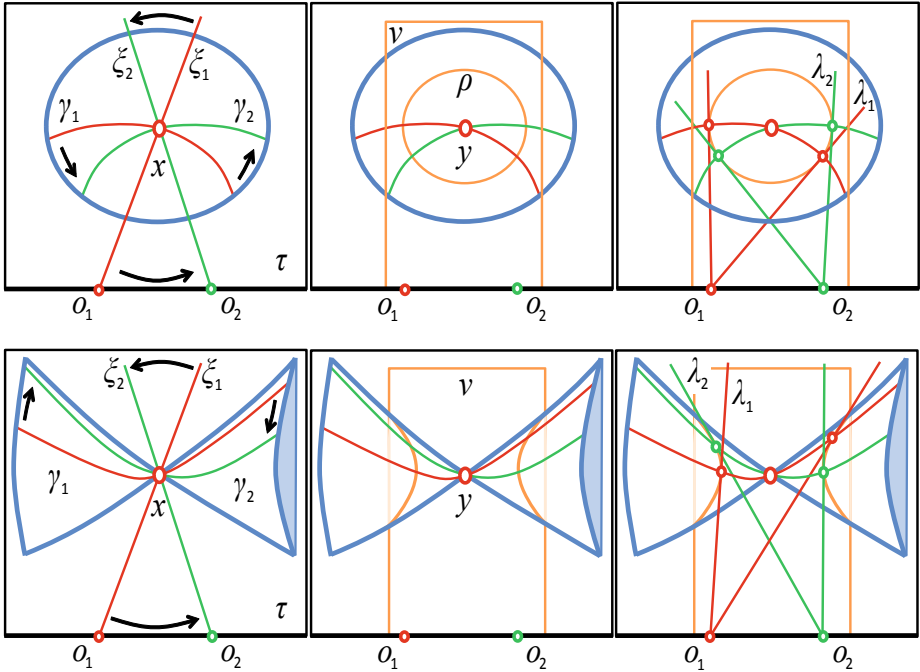 ξ₂ ξ₁
γ₁ γ₂
x
τ
o₁ o₂
v
ρ
y
o₁ o₂
λ₂
λ₁
o₁ o₂
ξ₂ ξ₁
γ₁ γ₂
x
τ
o₁ o₂
v
y
o₁ o₂
λ₂
λ₁
o₁ o₂